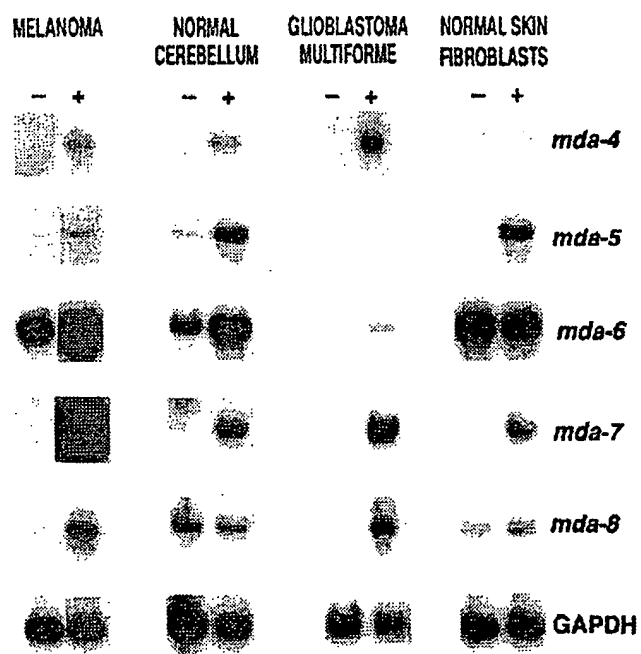 MELANOMA
NORMAL CEREBELLUM
GLIOBLASTOMA MULTIFORME
NORMAL SKIN FIBROBLASTS
− + − + − + − +
mda-4
mda-5
mda-6
mda-7
mda-8
GAPDH